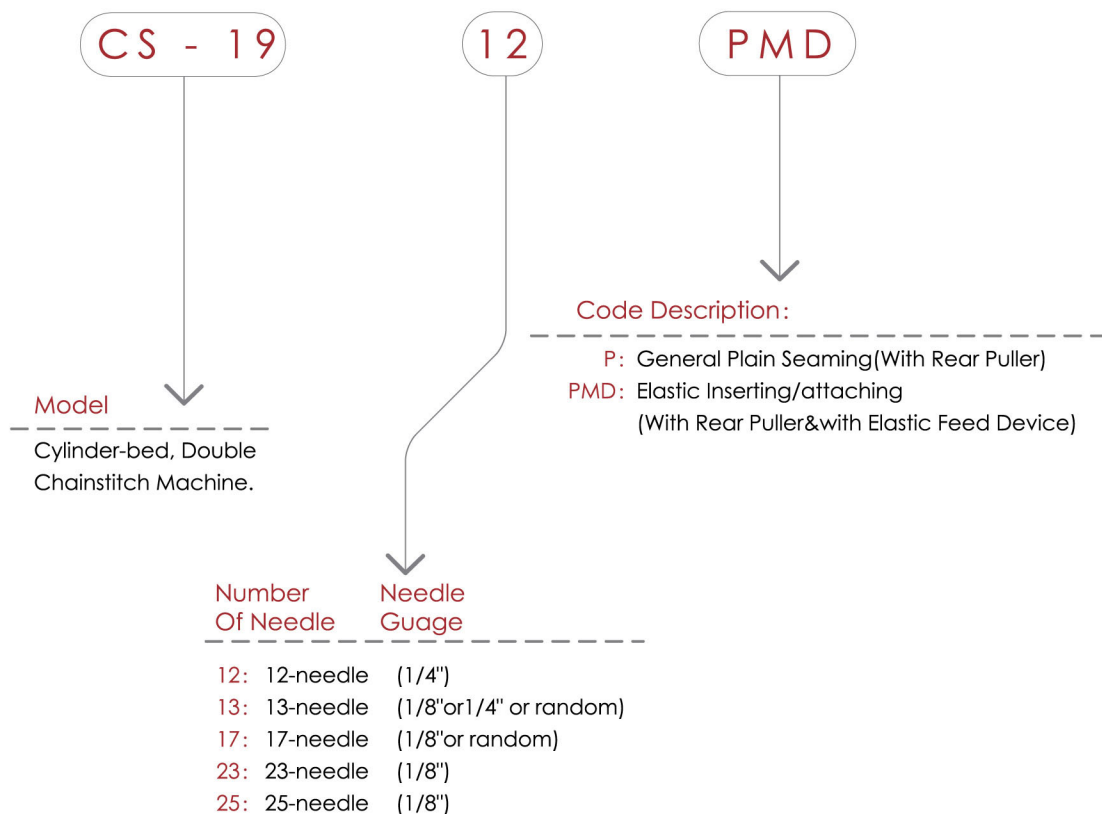 CS - 19
12
PMD
Code Description:
P: General Plain Seaming(With Rear Puller)
PMD: Elastic Inserting/attaching
(With Rear Puller&with Elastic Feed Device)
Model
Cylinder-bed, Double
Chainstitch Machine.
Number
Of Needle
Needle
Guage
12: 12-needle (1/4")
13: 13-needle (1/8"or1/4" or random)
17: 17-needle (1/8"or random)
23: 23-needle (1/8")
25: 25-needle (1/8")